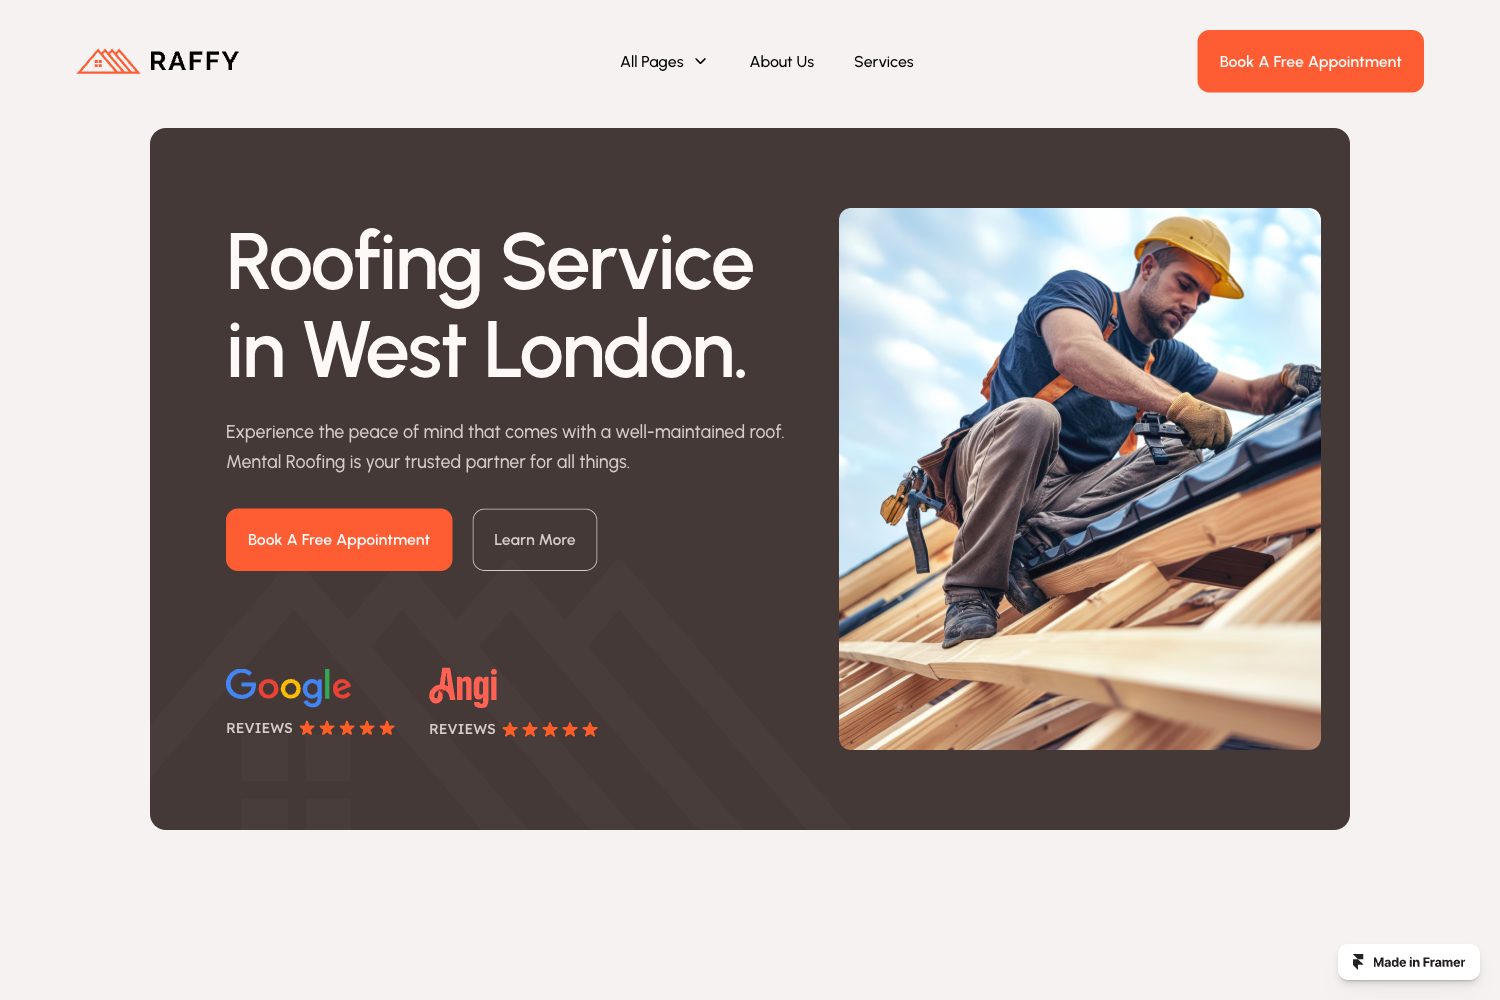 RAFFY
All Pages
About Us
Services
Book A Free Appointment
Roofing Service
in West London.
Experience the peace of mind that comes with a well-maintained roof.
Mental Roofing is your trusted partner for all things.
Book A Free Appointment
Learn More
Google
REVIEWS
Angi
REVIEWS
Made in Framer